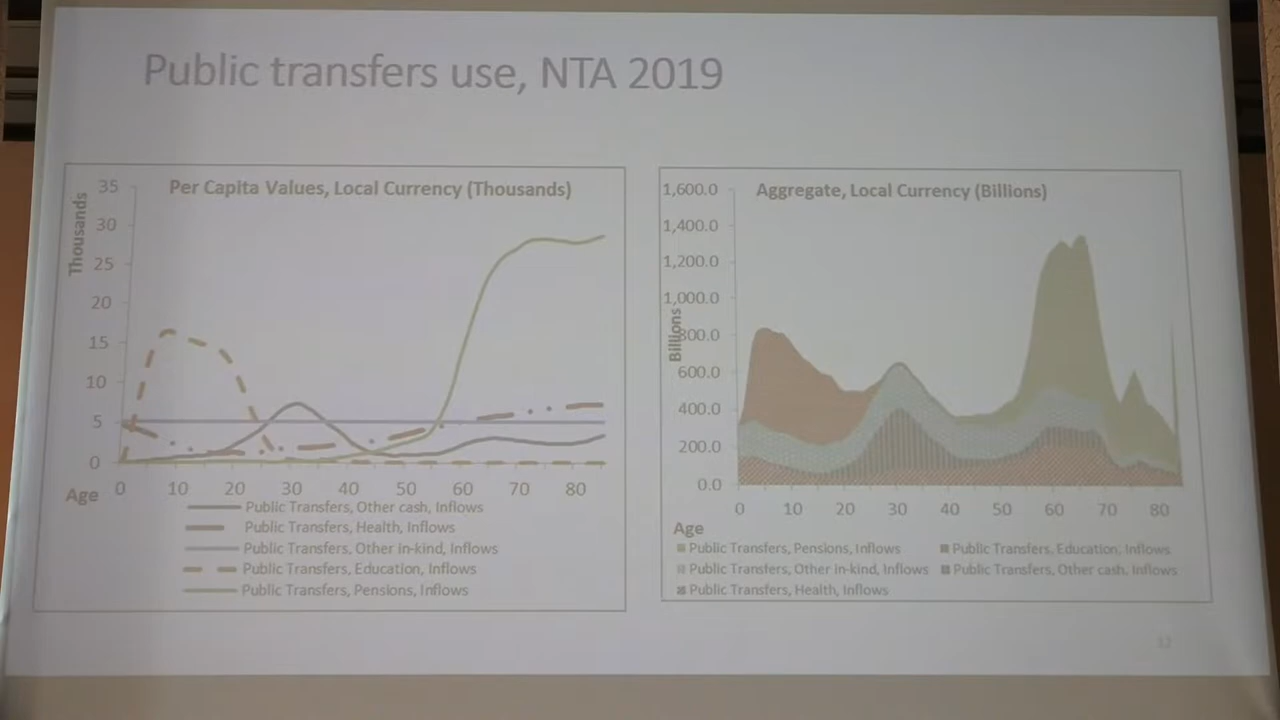 Public transfers use, NTA 2019
Per Capita Values, Local Currency (Thousands)
Thousands
35
30
25
20
15
10
5
0
Age
0 10 20 30 40 50 60 70 80
Public Transfers, Other cash, Inflows
Public Transfers, Health, Inflows
Public Transfers, Other in-kind, Inflows
Public Transfers, Education, Inflows
Public Transfers, Pensions, Inflows
Aggregate, Local Currency (Billions)
Billions
1,600.0
1,400.0
1,200.0
1,000.0
800.0
600.0
400.0
200.0
0.0
0 10 20 30 40 50 60 70 80
Age
Public Transfers, Pensions, Inflows
Public Transfers, Education, Inflows
Public Transfers, Other in-kind, Inflows
Public Transfers, Other cash, Inflows
Public Transfers, Health, Inflows
12